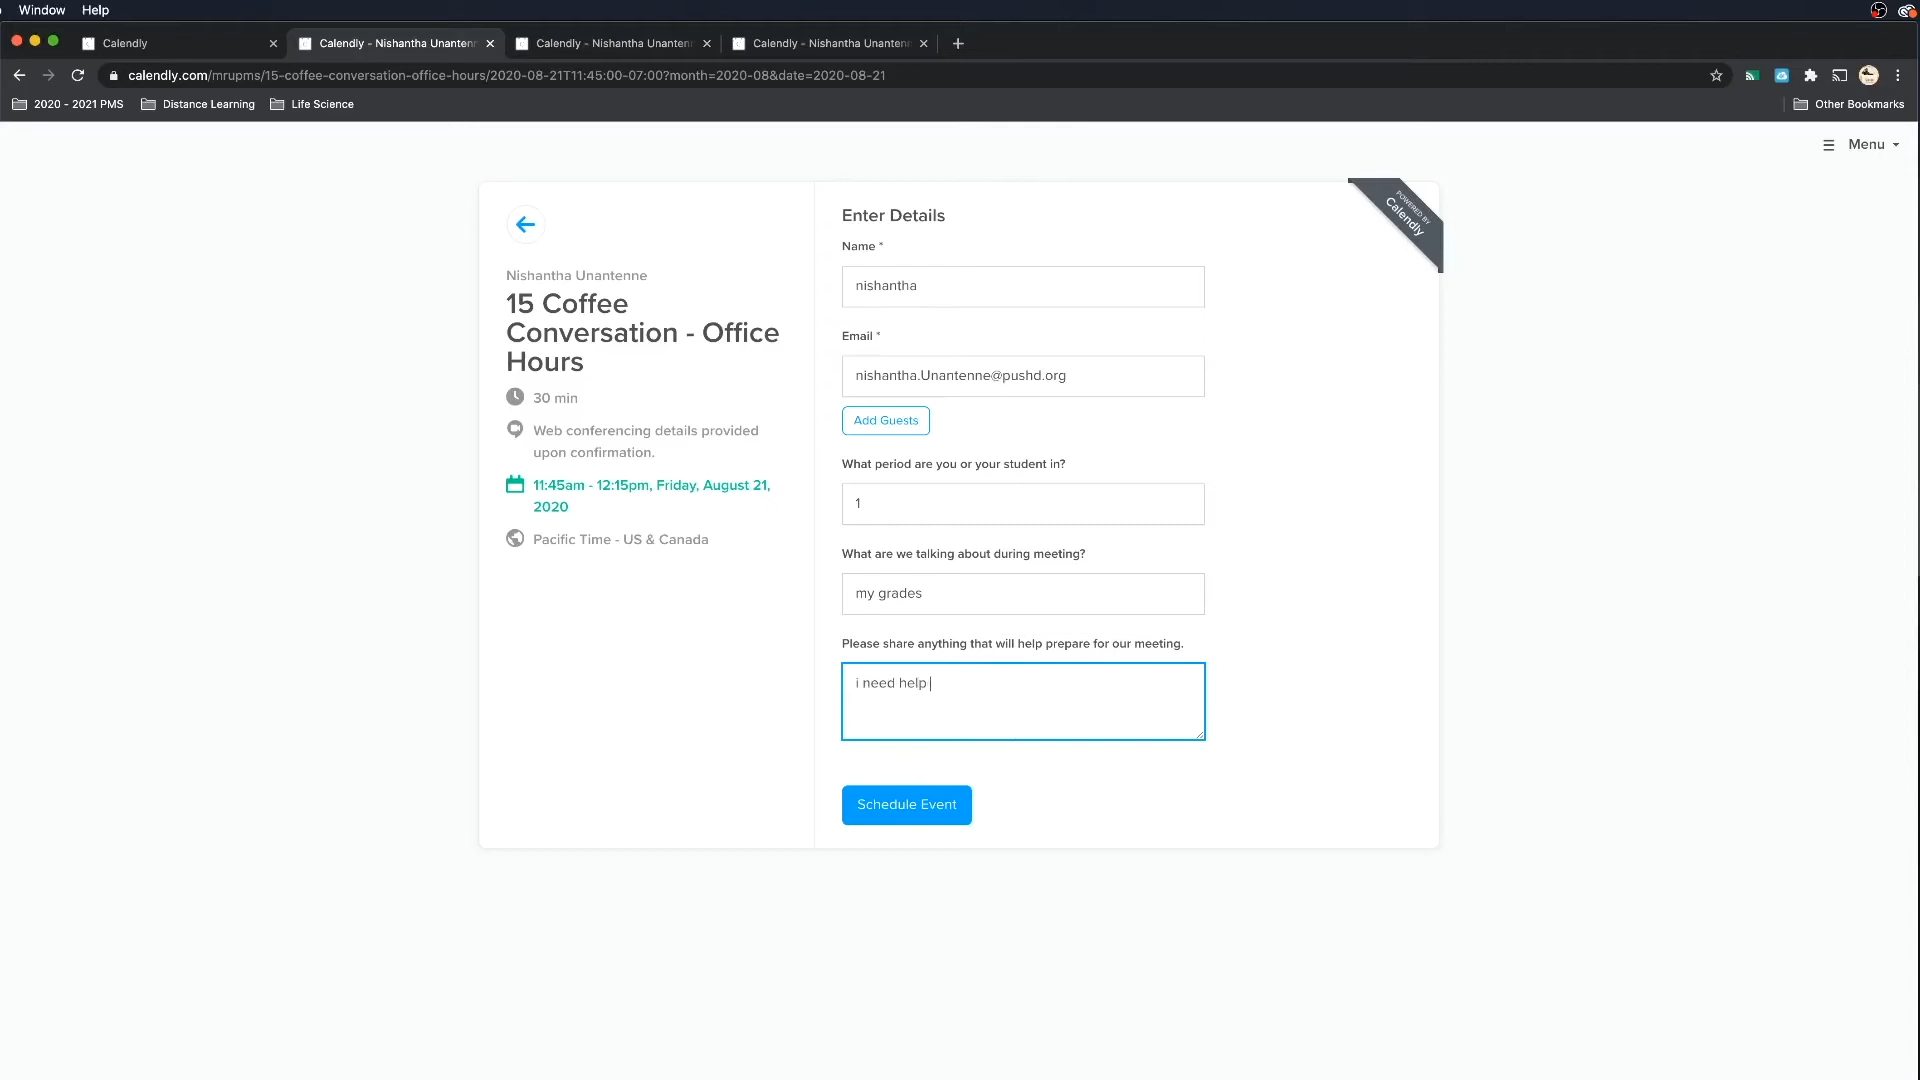 Window Help
Calendly
Calendly - Nishantha Unanten
Calendly - Nishantha Unanten
Calendly - Nishantha Unanten
calendly.com/mrupms/15-coffee-conversation-office-hours/2020-08-21T11:45:00-07:00?month=2020-08&date=2020-08-21
2020 - 2021 PMS
Distance Learning
Life Science
Other Bookmarks
Menu
POWERED BY
Calendly
Nishantha Unantenne
15 Coffee
Conversation - Office
Hours
30 min
Web conferencing details provided
upon confirmation.
11:45am - 12:15pm, Friday, August 21,
2020
Pacific Time - US & Canada
Enter Details
Name *
nishantha
Email *
nishantha.Unantenne@pushd.org
Add Guests
What period are you or your student in?
1
What are we talking about during meeting?
my grades
Please share anything that will help prepare for our meeting.
i need help
Schedule Event